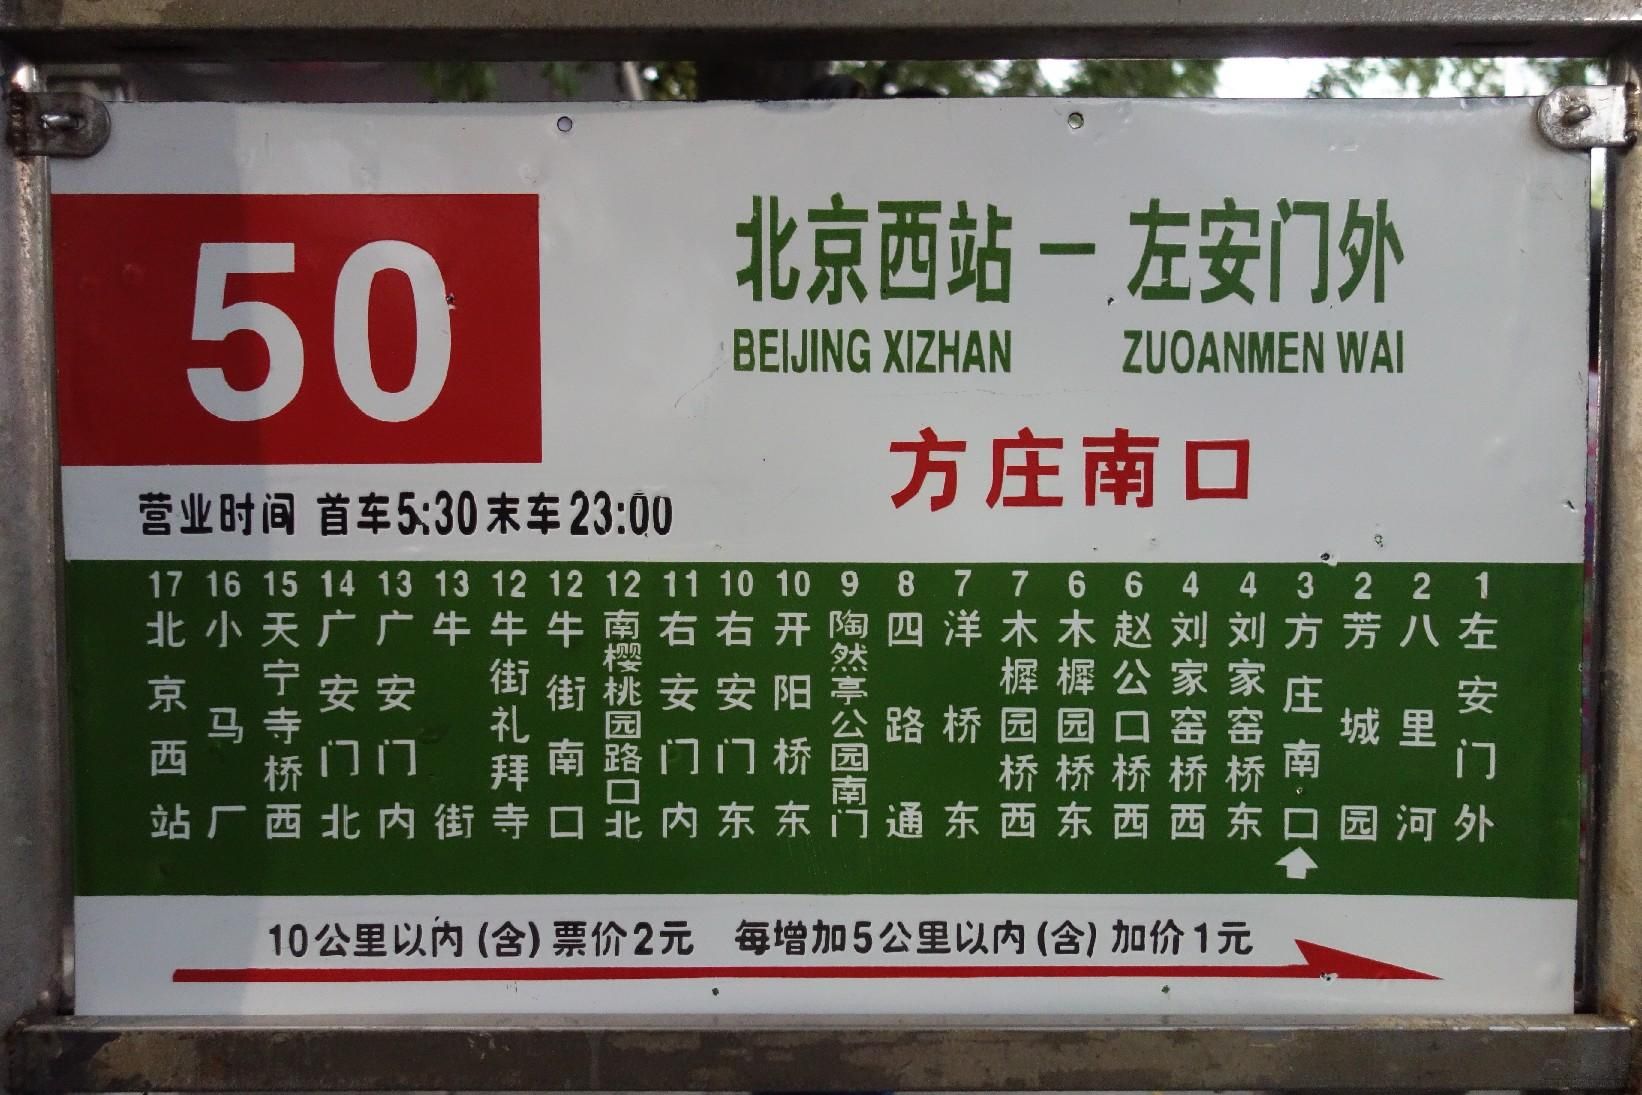 50
北京西站 — 左安门外
BEIJING XIZHAN ZUOANMEN WAI
方庄南口
营业时间 首车5:30 末车23:00
17 北京西站
16 小马厂
15 天宁寺桥西
14 广安门北
13 广安门内
13 牛街
12 牛街礼拜寺
12 牛街南口
12 南樱桃园路口北
11 右安门内
10 右安门东
10 开阳桥东
9 陶然亭公园南门
8 四路通
7 洋桥东
7 木樨园桥西
6 木樨园桥东
6 赵公口桥西
4 刘家窑桥西
4 刘家窑桥东
3 方庄南口
2 芳城园
2 八里河
1 左安门外
10公里以内(含)票价2元 每增加5公里以内(含)加价1元